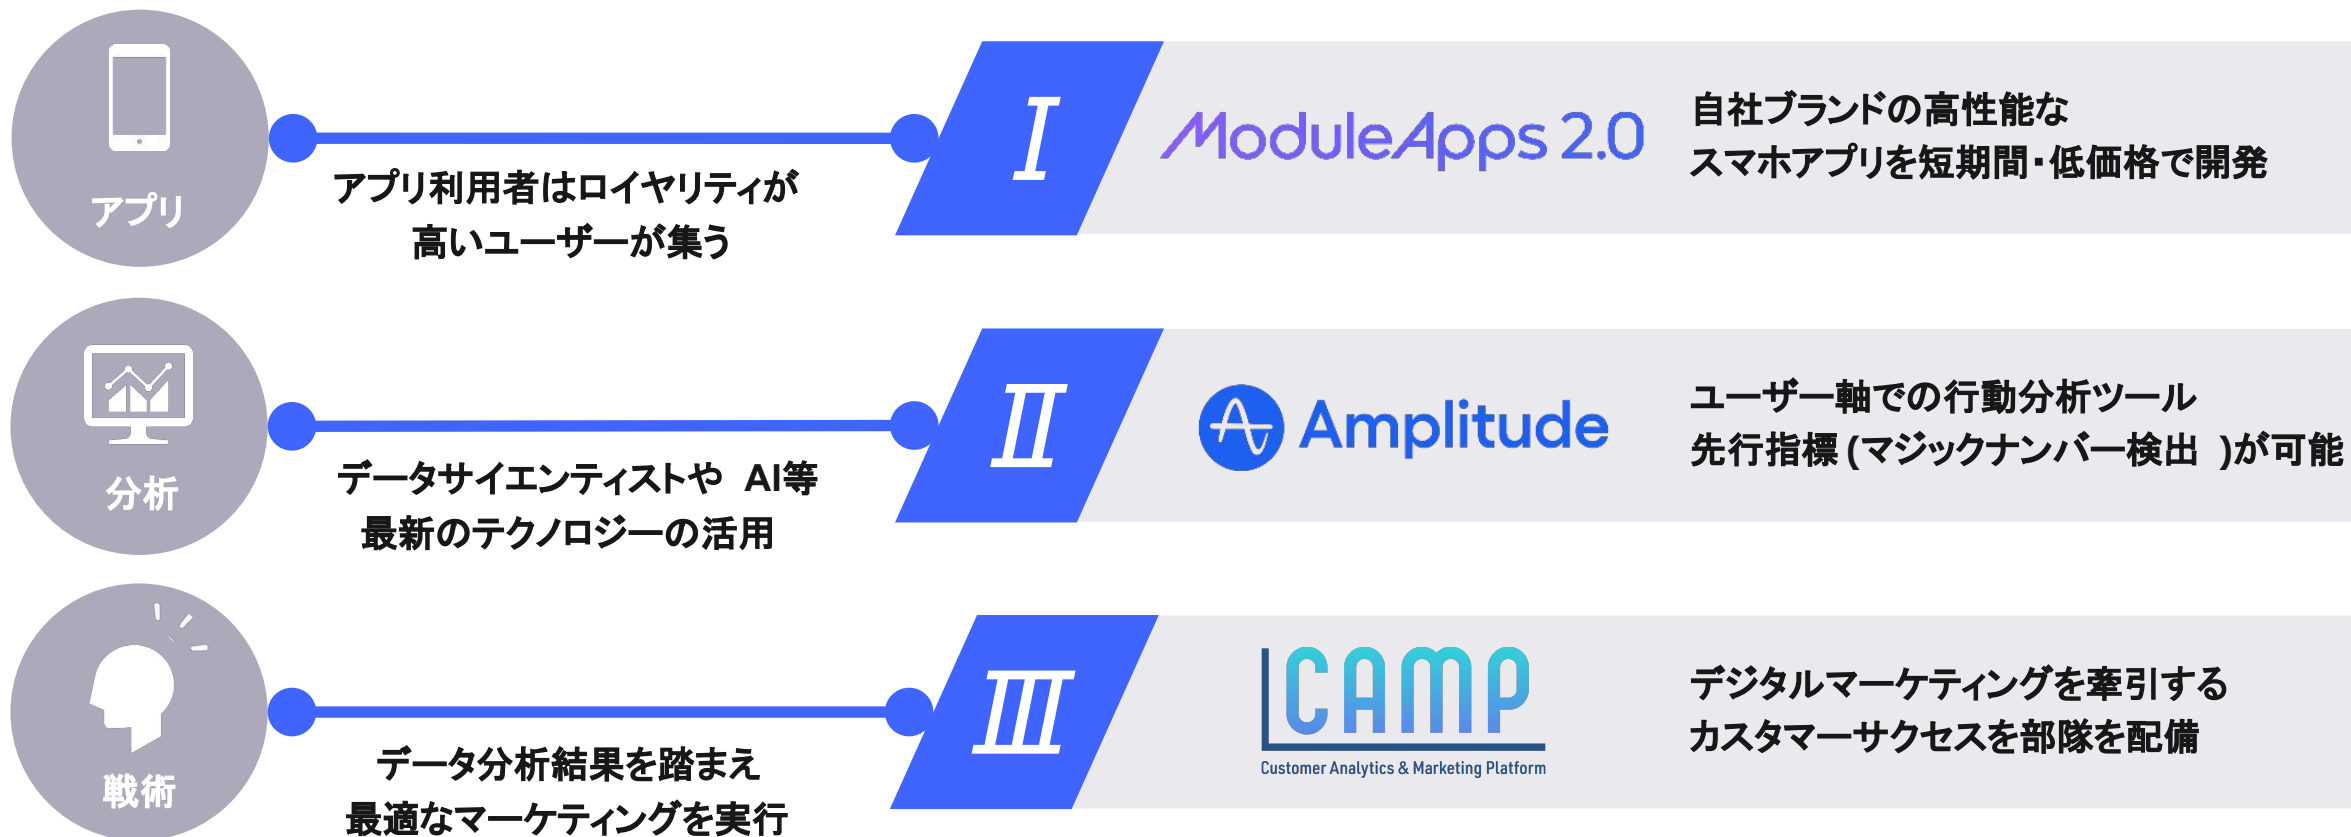 アプリ
アプリ利用者はロイヤリティが
高いユーザーが集う
I
ModuleApps 2.0
自社ブランドの高性能な
スマホアプリを短期間・低価格で開発
分析
データサイエンティストや AI等
最新のテクノロジーの活用
II
Amplitude
ユーザー軸での行動分析ツール
先行指標 (マジックナンバー検出 )が可能
戦術
データ分析結果を踏まえ
最適なマーケティングを実行
III
CAMP
Customer Analytics & Marketing Platform
デジタルマーケティングを牽引する
カスタマーサクセスを部隊を配備